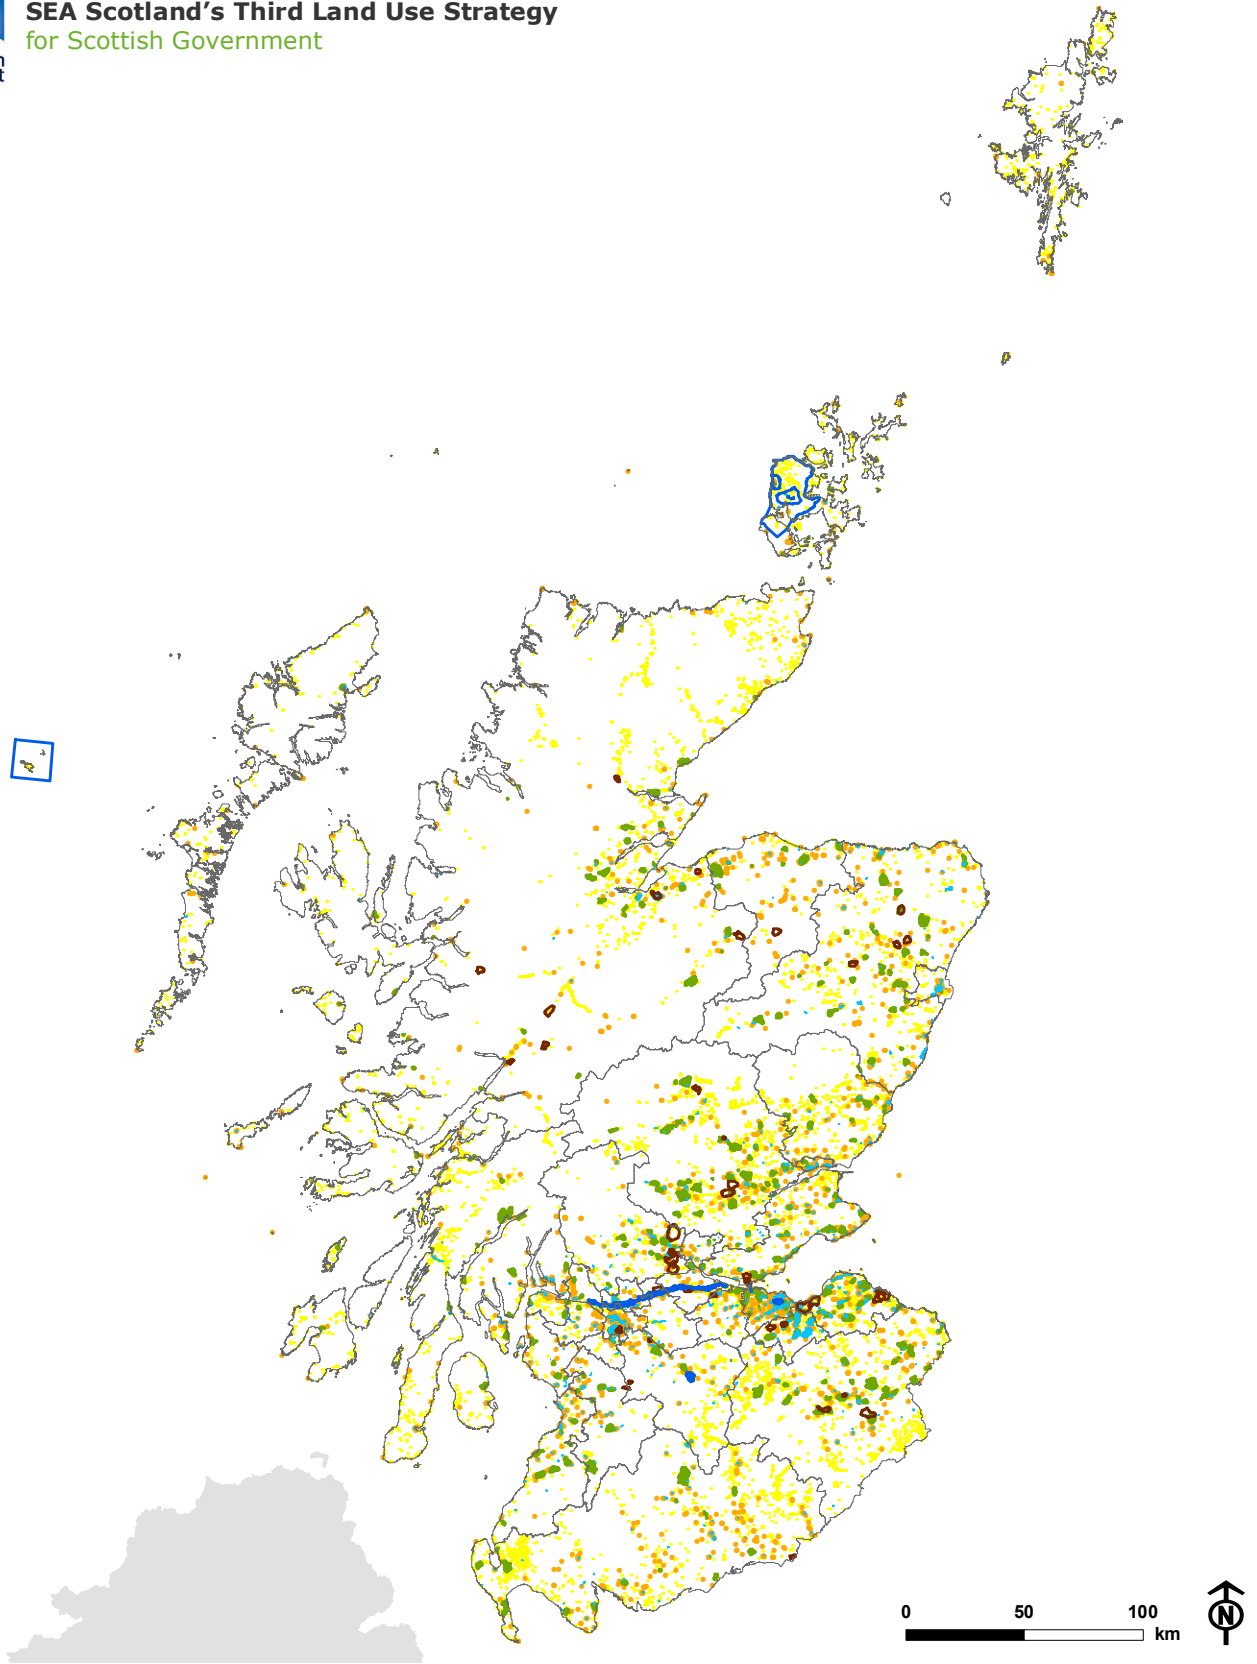 SEA Scotland's Third Land Use Strategy
for Scottish Government
t
N
0 50 100
km